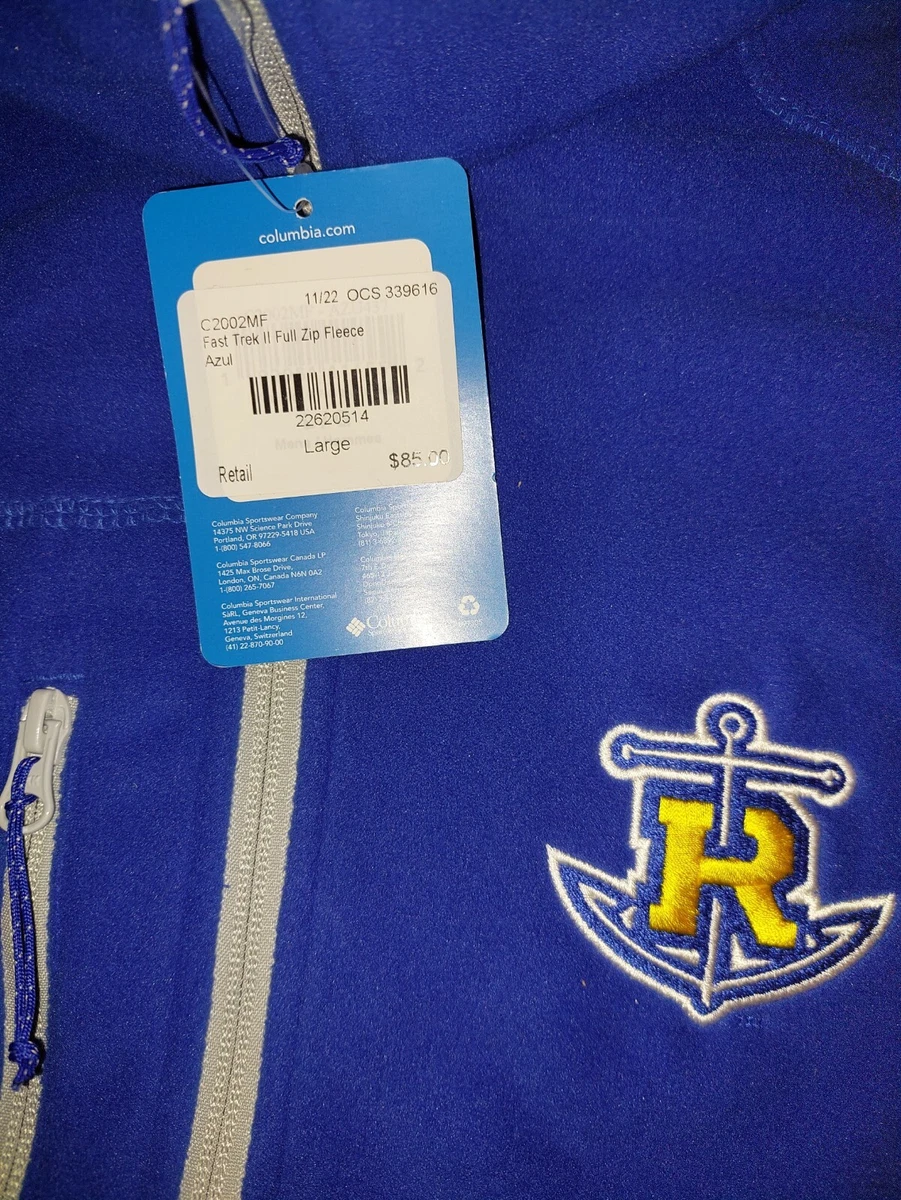 columbia.com
11/22 OCS 339616
C2002MF
Fast Trek II Full Zip Fleece
Azul
22620514
Large
Retail
$85.00
Columbia Sportswear Company
14375 NW Science Park Drive
Portland, OR 97229-5418 USA
1-(800) 547-8066
Columbia Sportswear Canada LP
1425 Max Brose Drive,
London, ON, Canada N6N 0A2
1-(800) 265-7067
Columbia Sportswear International
SàRL, Geneva Business Center,
Avenue des Morgines 12,
1213 Petit-Lancy,
Geneva, Switzerland
(41) 22-870-90-00
R